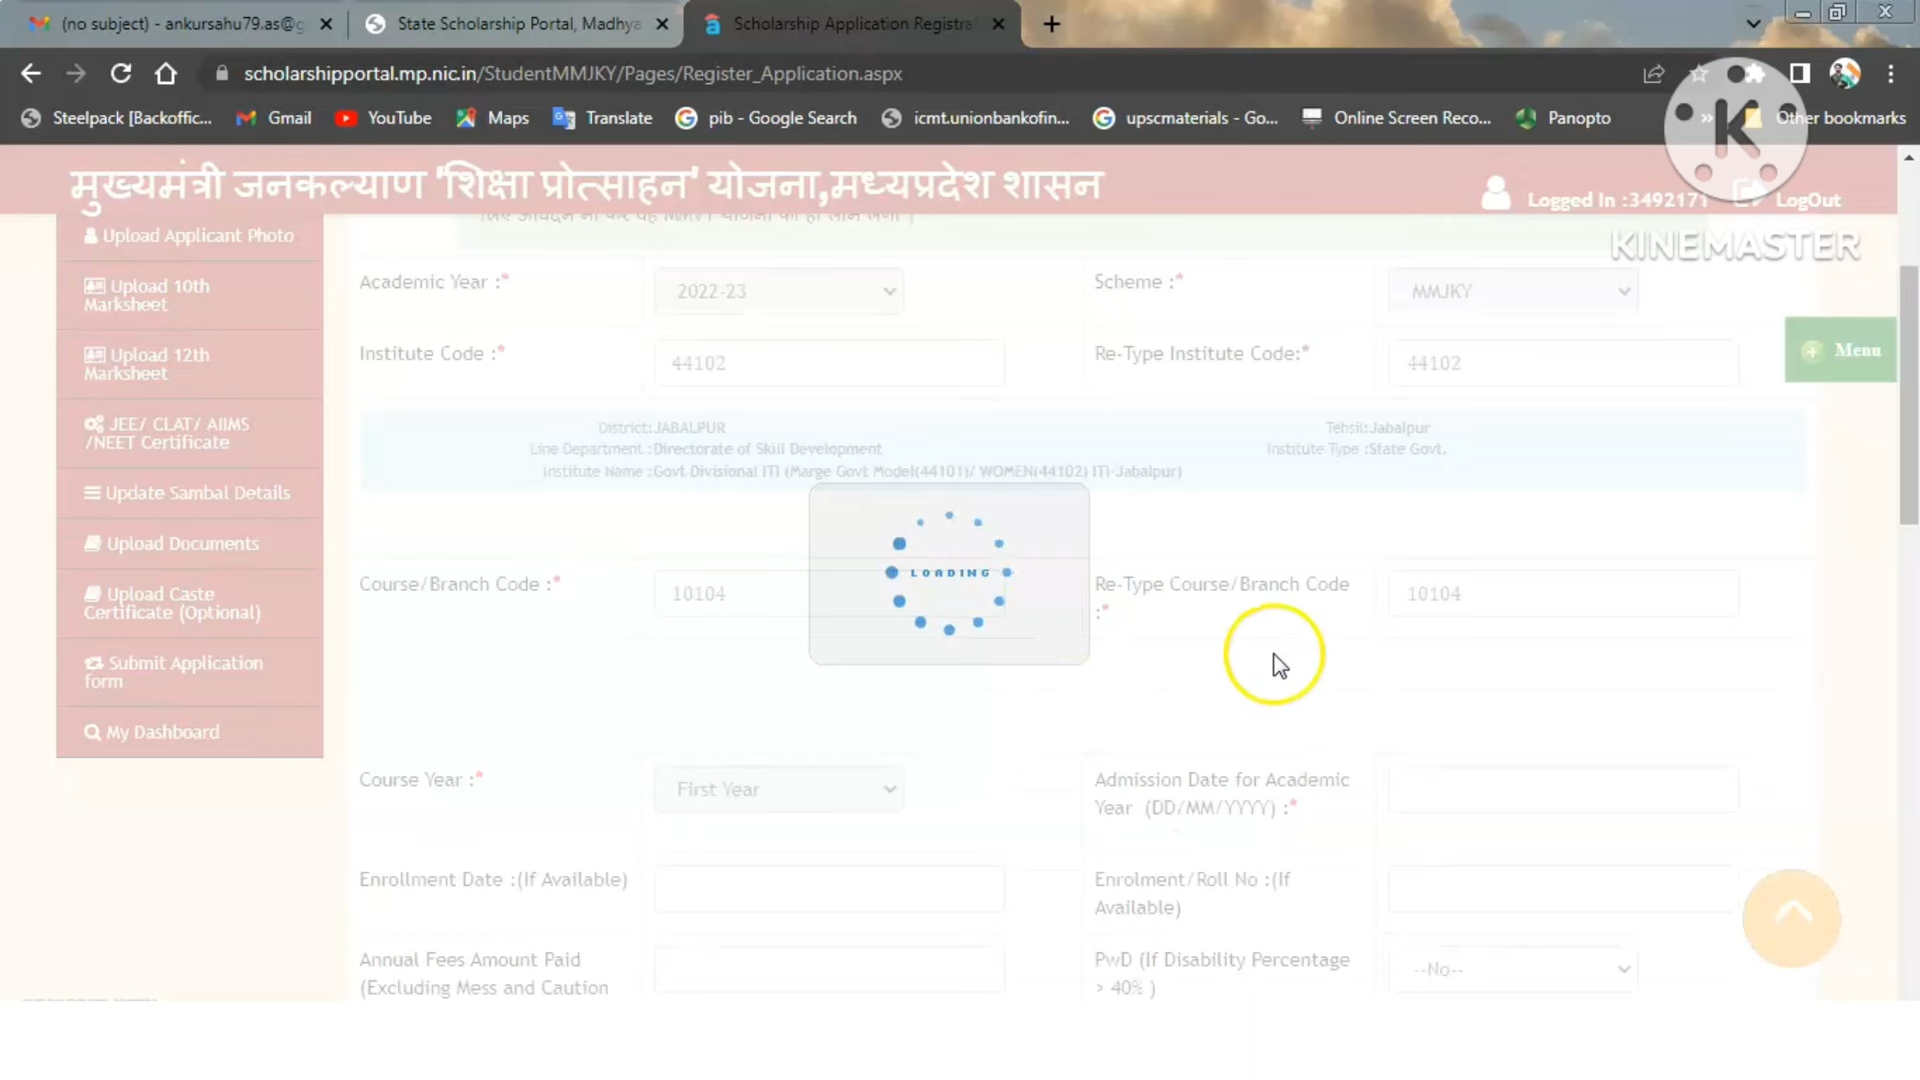 (no subject) - ankursahu79.as@g
State Scholarship Portal, Madhya
Scholarship Application Registra
scholarshipportal.mp.nic.in/StudentMMJKY/Pages/Register_Application.aspx
Steelpack [Backoffic...
Gmail
YouTube
Maps
Translate
pib - Google Search
icmt.unionbankofin...
upscmaterials - Go...
Online Screen Reco...
Panopto
»
Other bookmarks
मुख्यमंत्री जनकल्याण 'शिक्षा प्रोत्साहन' योजना,मध्यप्रदेश शासन
Logged In :3492171
LogOut
K
KINEMASTER
Upload Applicant Photo
Upload 10th
Marksheet
Upload 12th
Marksheet
JEE/ CLAT/ AIIMS
/NEET Certificate
Update Sambal Details
Upload Documents
Upload Caste
Certificate (Optional)
Submit Application
form
My Dashboard
Academic Year :*
2022-23
Scheme :*
MMJKY
Institute Code :*
44102
Re-Type Institute Code:*
44102
Menu
District: JABALPUR
Tehsil:Jabalpur
Line Department :Directorate of Skill Development
Institute Type :State Govt.
Institute Name :Govt Divisional ITI (Marge Govt Model(44101)/ WOMEN(44102) ITI-Jabalpur)
LOADING
Course/Branch Code :*
10104
Re-Type Course/Branch Code
:*
10104
Course Year :*
First Year
Admission Date for Academic
Year (DD/MM/YYYY) :*
Enrollment Date :(If Available)
Enrolment/Roll No :(If
Available)
Annual Fees Amount Paid
(Excluding Mess and Caution
PwD (If Disability Percentage
> 40% )
--No--